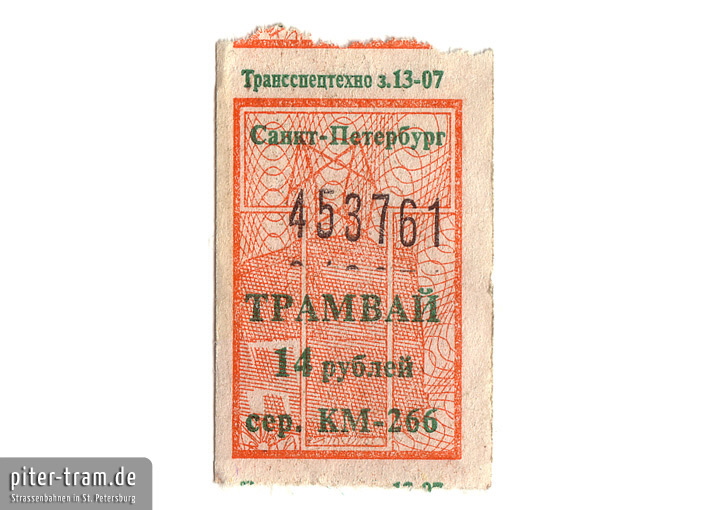 Трансспецтехно з.13-07
Санкт-Петербург
453761
ТРАМВАЙ
14 рублей
сер. КМ-266
piter-tram.de
Strassenbahnen in St. Petersburg